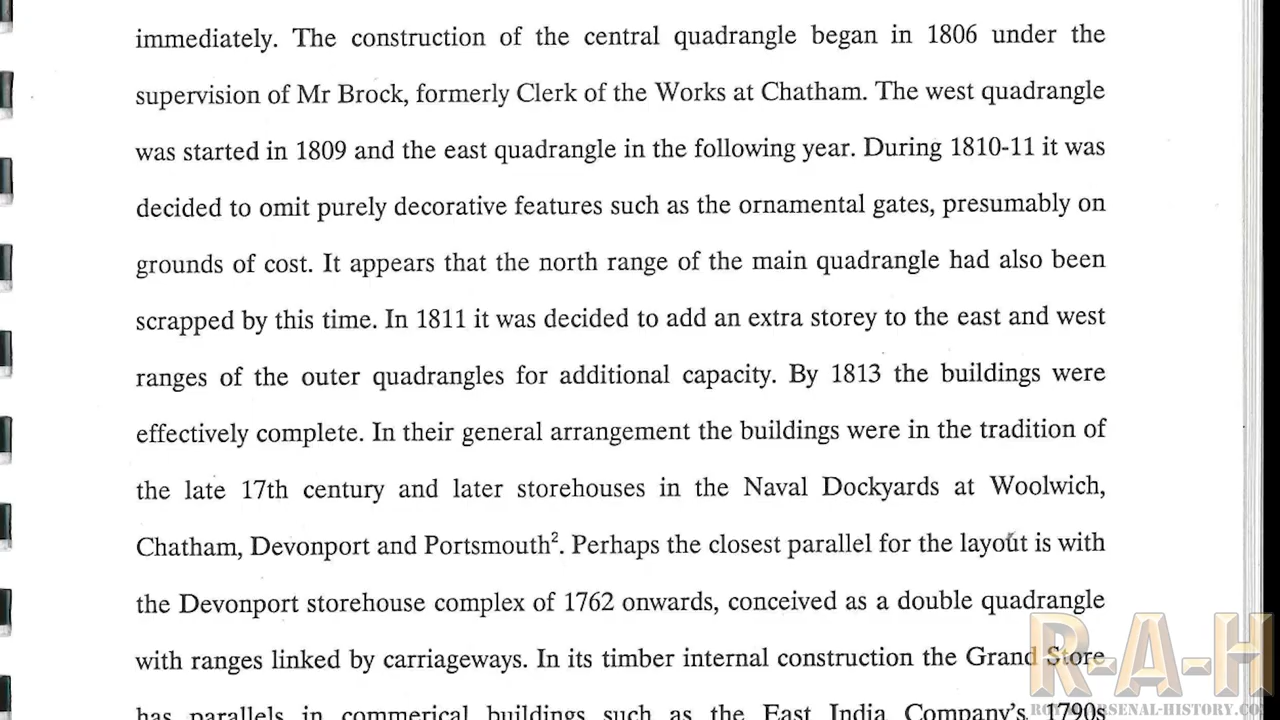 immediately. The construction of the central quadrangle began in 1806 under the
supervision of Mr Brock, formerly Clerk of the Works at Chatham. The west quadrangle
was started in 1809 and the east quadrangle in the following year. During 1810-11 it was
decided to omit purely decorative features such as the ornamental gates, presumably on
grounds of cost. It appears that the north range of the main quadrangle had also been
scrapped by this time. In 1811 it was decided to add an extra storey to the east and west
ranges of the outer quadrangles for additional capacity. By 1813 the buildings were
effectively complete. In their general arrangement the buildings were in the tradition of
the late 17th century and later storehouses in the Naval Dockyards at Woolwich,
Chatham, Devonport and Portsmouth². Perhaps the closest parallel for the layout is with
the Devonport storehouse complex of 1762 onwards, conceived as a double quadrangle
with ranges linked by carriageways. In its timber internal construction the Grand Store
has parallels in commerical buildings such as the East India Company's 1790s
R-A-H